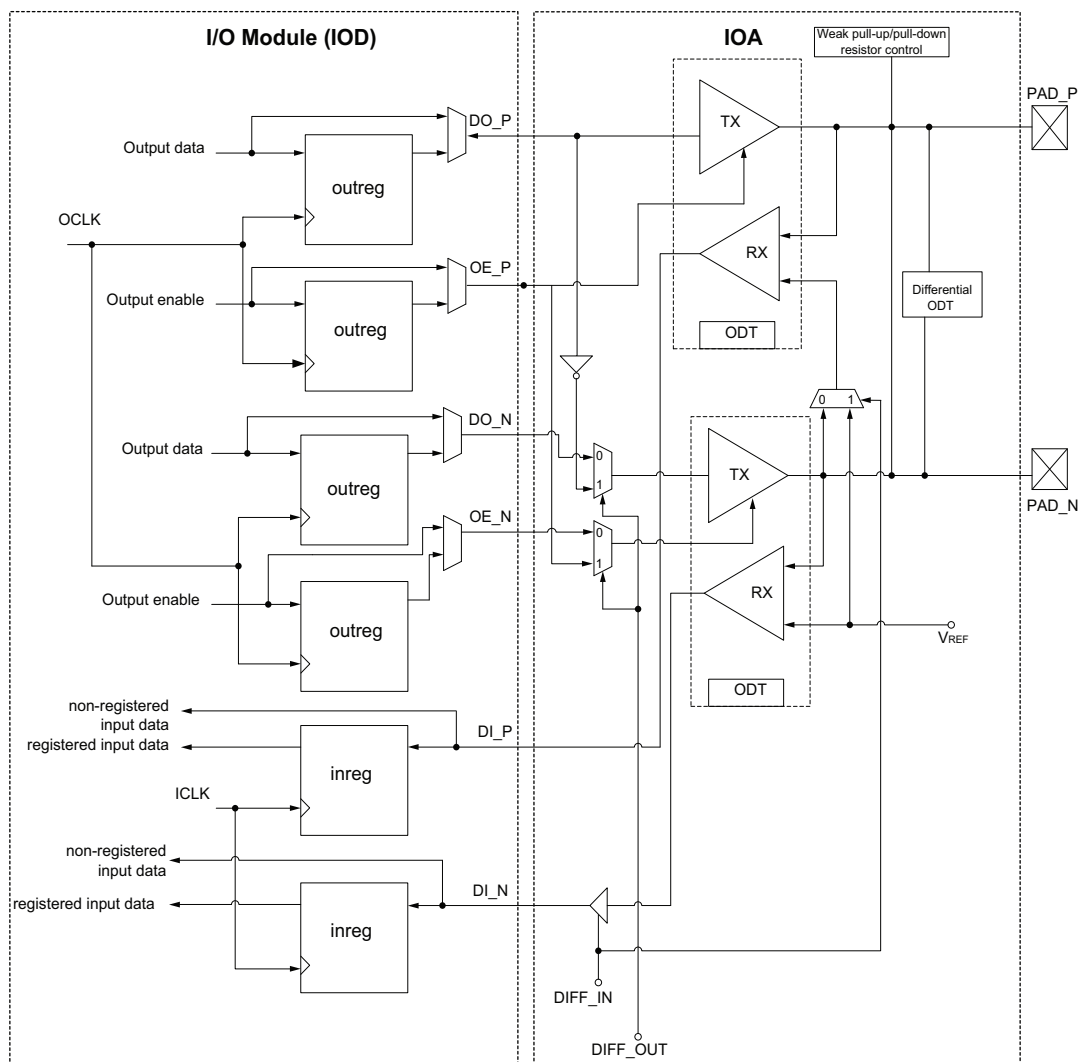 I/O Module (IOD)
IOA
Weak pull-up/pull-down
resistor control
PAD_P
DO_P
TX
Output data
outreg
OCLK
RX
OE_P
Output enable
Differential
ODT
outreg
ODT
0 1
DO_N
Output data
0
TX
1
PAD_N
outreg
OE_N
0
1
RX
Output enable
outreg
VREF
ODT
non-registered
input data
DI_P
registered input data
inreg
ICLK
non-registered
input data
DI_N
registered input data
inreg
DIFF_IN
DIFF_OUT